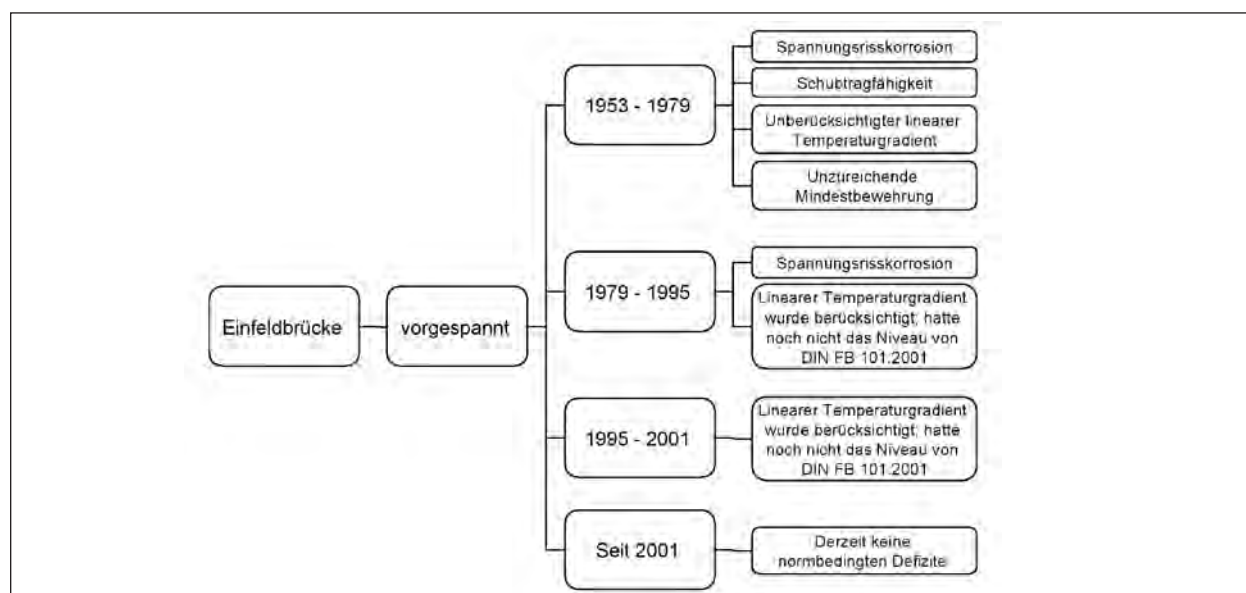 Einfeldbrücke
vorgespannt
1953 - 1979
Spannungsrisskorrosion
Schubtragfähigkeit
Unberücksichtigter linearer
Temperaturgradient
Unzureichende
Mindestbewehrung
1979 - 1995
Spannungsrisskorrosion
Linearer Temperaturgradient
wurde berücksichtigt, hatte
noch nicht das Niveau von
DIN FB 101:2001
1995 - 2001
Linearer Temperaturgradient
wurde berücksichtigt, hatte
noch nicht das Niveau von
DIN FB 101:2001
Seit 2001
Derzeit keine
normbedingten Defizite